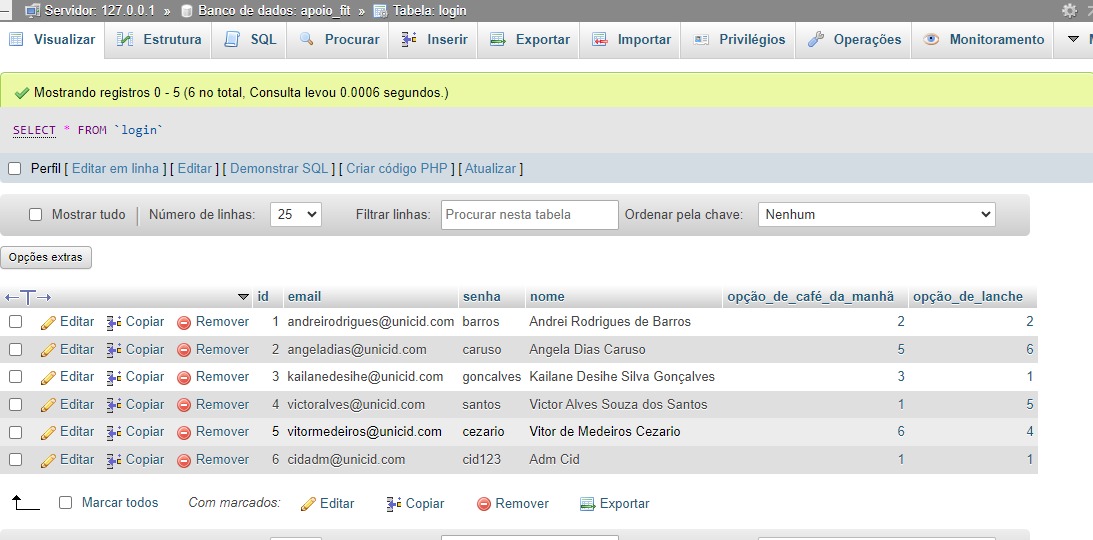 Servidor: 127.0.0.1 » Banco de dados: apoio_fit » Tabela: login
Visualizar Estrutura SQL Procurar Inserir Exportar Importar Privilégios Operações Monitoramento
Mostrando registros 0 - 5 (6 no total, Consulta levou 0.0006 segundos.)
SELECT * FROM `login`
Perfil [ Editar em linha ] [ Editar ] [ Demonstrar SQL ] [ Criar código PHP ] [ Atualizar ]
Mostrar tudo | Número de linhas: 25 Filtrar linhas: Procurar nesta tabela Ordenar pela chave: Nenhum
Opções extras
←T→ id email senha nome opção_de_café_da_manhã opção_de_lanche
Editar Copiar Remover 1 andreirodrigues@unicid.com barros Andrei Rodrigues de Barros 2 2
Editar Copiar Remover 2 angeladias@unicid.com caruso Angela Dias Caruso 5 6
Editar Copiar Remover 3 kailanedesihe@unicid.com goncalves Kailane Desihe Silva Gonçalves 3 1
Editar Copiar Remover 4 victoralves@unicid.com santos Victor Alves Souza dos Santos 1 5
Editar Copiar Remover 5 vitormedeiros@unicid.com cezario Vitor de Medeiros Cezario 6 4
Editar Copiar Remover 6 cidadm@unicid.com cid123 Adm Cid 1 1
Marcar todos Com marcados: Editar Copiar Remover Exportar